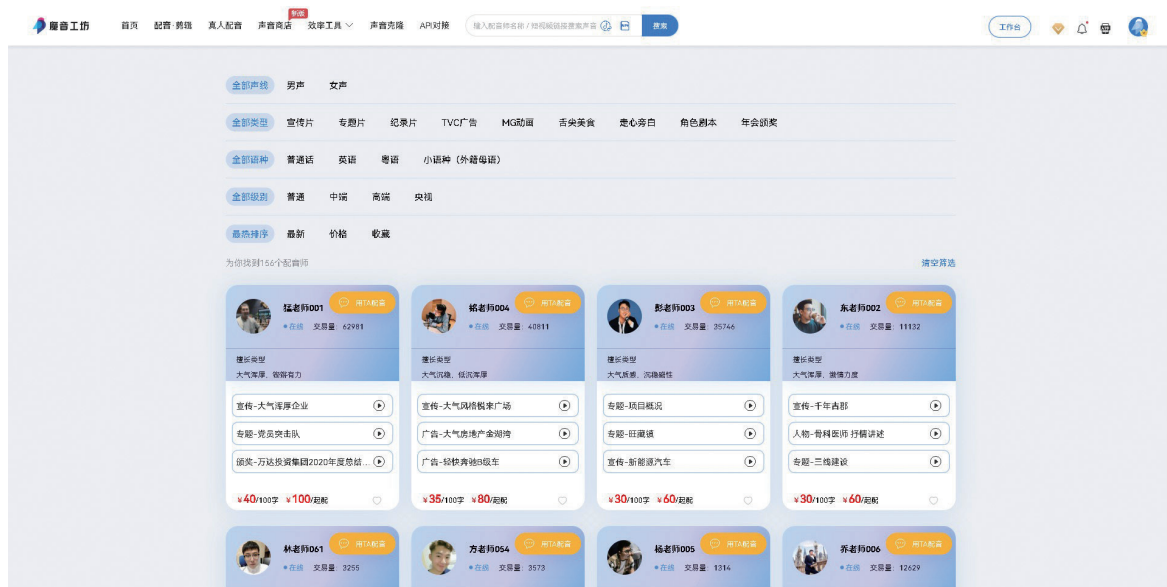 魔音工坊
首页 配音·剪辑 真人配音 声音商店 新版 效率工具 声音克隆 API对接 输入配音师名称/短视频链接搜索声音 搜索 工作台
全部声线 男声 女声
全部类型 宣传片 专题片 纪录片 TVC广告 MG动画 舌尖美食 走心旁白 角色剧本 年会颁奖
全部语种 普通话 英语 粤语 小语种（外籍母语）
全部级别 普通 中端 高端 央视
最热排序 最新 价格 收藏
为你找到156个配音师 清空筛选
猛老师001 用TA配音
在线 交易量: 62981
擅长类型
大气浑厚, 铿锵有力
宣传-大气浑厚企业
专题-党员突击队
颁奖-万达投资集团2020年度总结...
¥40/100字 ¥100/起配
老师004 用TA配音
在线 交易量: 40811
擅长类型
大气沉稳, 低沉浑厚
宣传-大气风格悦来广场
广告-大气房地产金湖湾
广告-轻快奔驰B级车
¥35/100字 ¥80/起配
彭老师003 用TA配音
在线 交易量: 35746
擅长类型
大气质感, 沉稳磁性
专题-项目概况
专题-旺藏镇
宣传-新能源汽车
¥30/100字 ¥60/起配
东老师002 用TA配音
在线 交易量: 11132
擅长类型
大气浑厚, 激情力度
宣传-千年古郡
人物-骨科医师 抒情讲述
专题-三线建设
¥30/100字 ¥60/起配
林老师061 用TA配音
在线 交易量: 3255
方老师054 用TA配音
在线 交易量: 3573
杨老师005 用TA配音
在线 交易量: 1314
乔老师006 用TA配音
在线 交易量: 12629